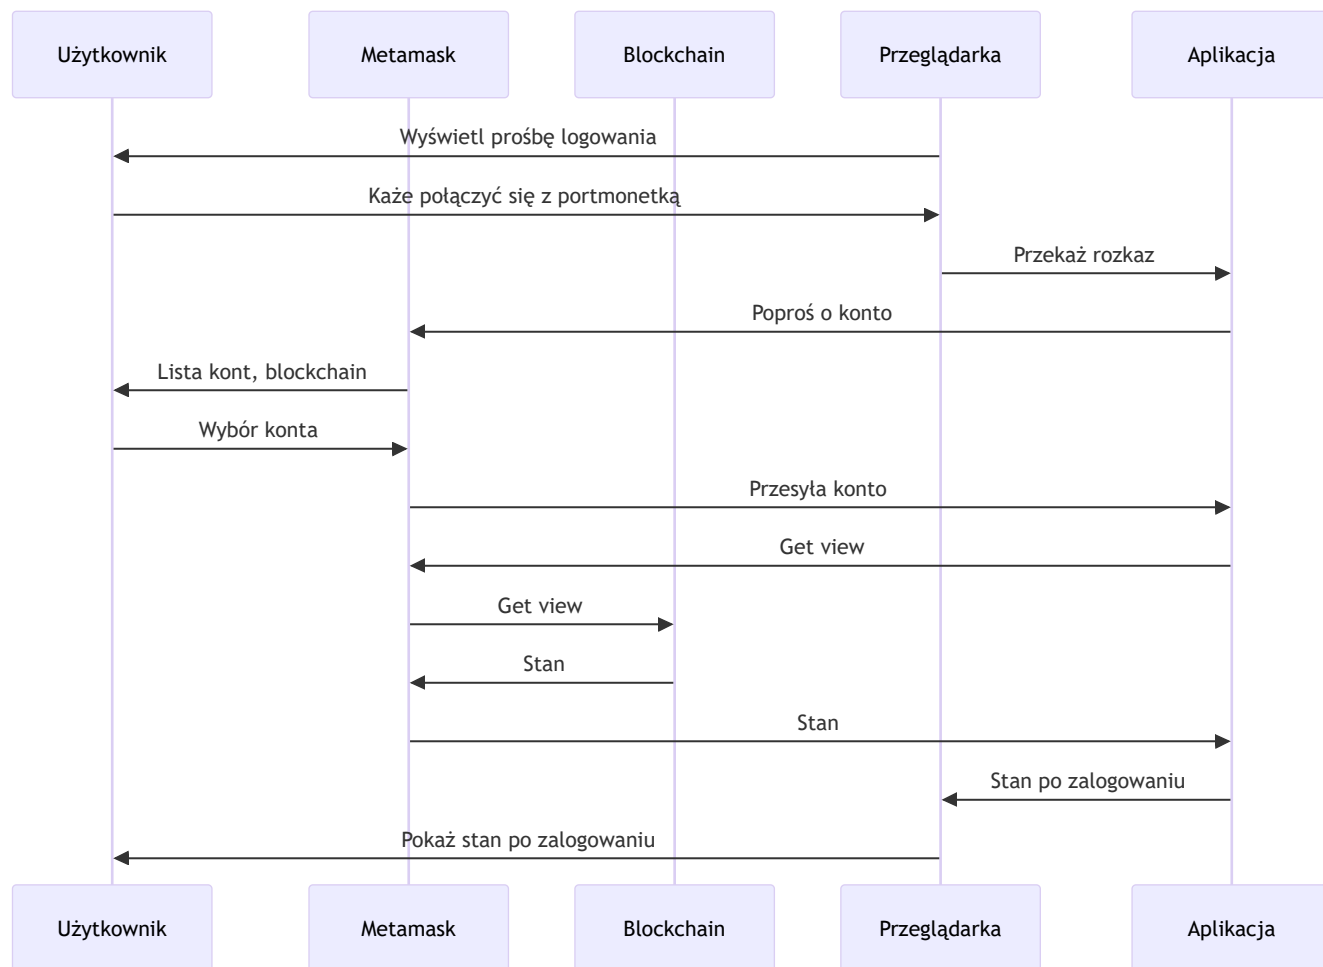 Użytkownik
Metamask
Blockchain
Przeglądarka
Aplikacja
Wyświetl prośbę logowania
Każe połączyć się z portmonetką
Przekaż rozkaz
Poproś o konto
Lista kont, blockchain
Wybór konta
Przesyła konto
Get view
Get view
Stan
Stan
Stan po zalogowaniu
Pokaż stan po zalogowaniu
Użytkownik
Metamask
Blockchain
Przeglądarka
Aplikacja